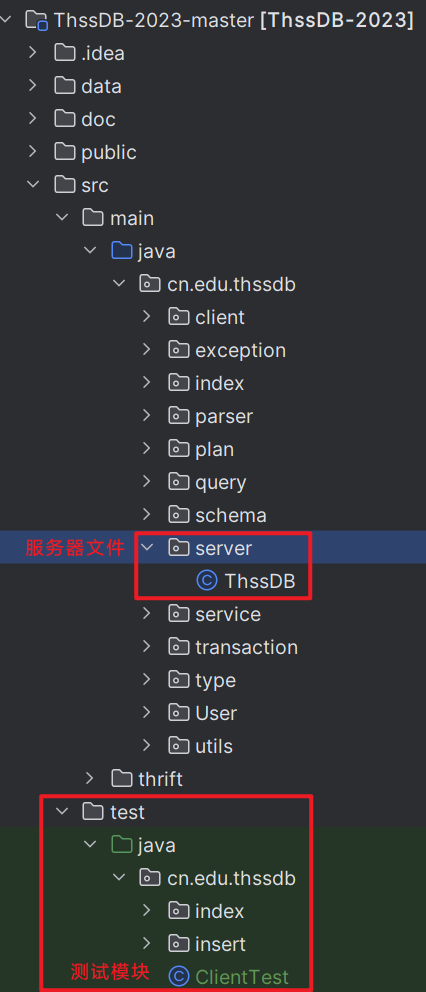 ThssDB-2023-master [ThssDB-2023]
.idea
data
doc
public
src
main
java
cn.edu.thssdb
client
exception
index
parser
plan
query
schema
服务器文件 server
ThssDB
service
transaction
type
User
utils
thrift
test
java
cn.edu.thssdb
index
insert
测试模块 ClientTest